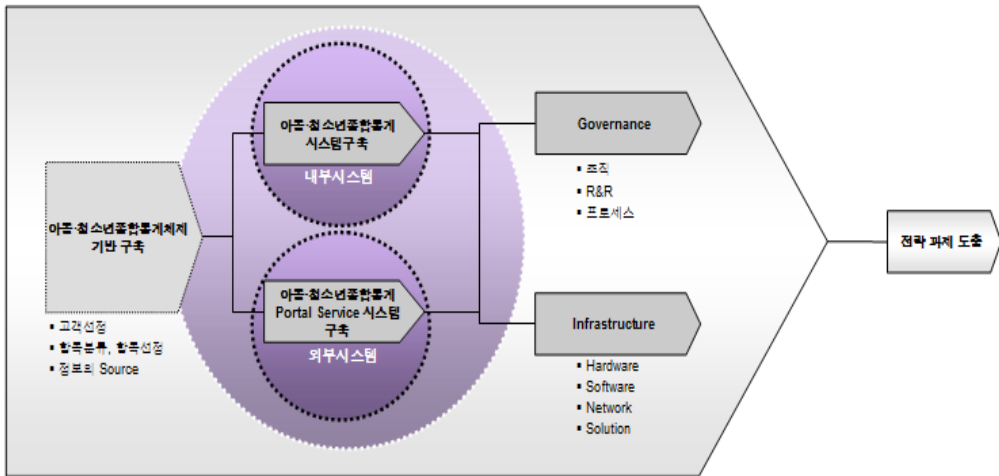 아동·청소년종합통계체제
기반 구축
▪ 고객선정
▪ 항목분류, 항목선정
▪ 정보의 Source
아동·청소년종합통계
시스템구축
내부시스템
아동·청소년종합통계
Portal Service 시스템
구축
외부시스템
Governance
▪ 조직
▪ R&R
▪ 프로세스
Infrastructure
▪ Hardware
▪ Software
▪ Network
▪ Solution
전략 과제 도출